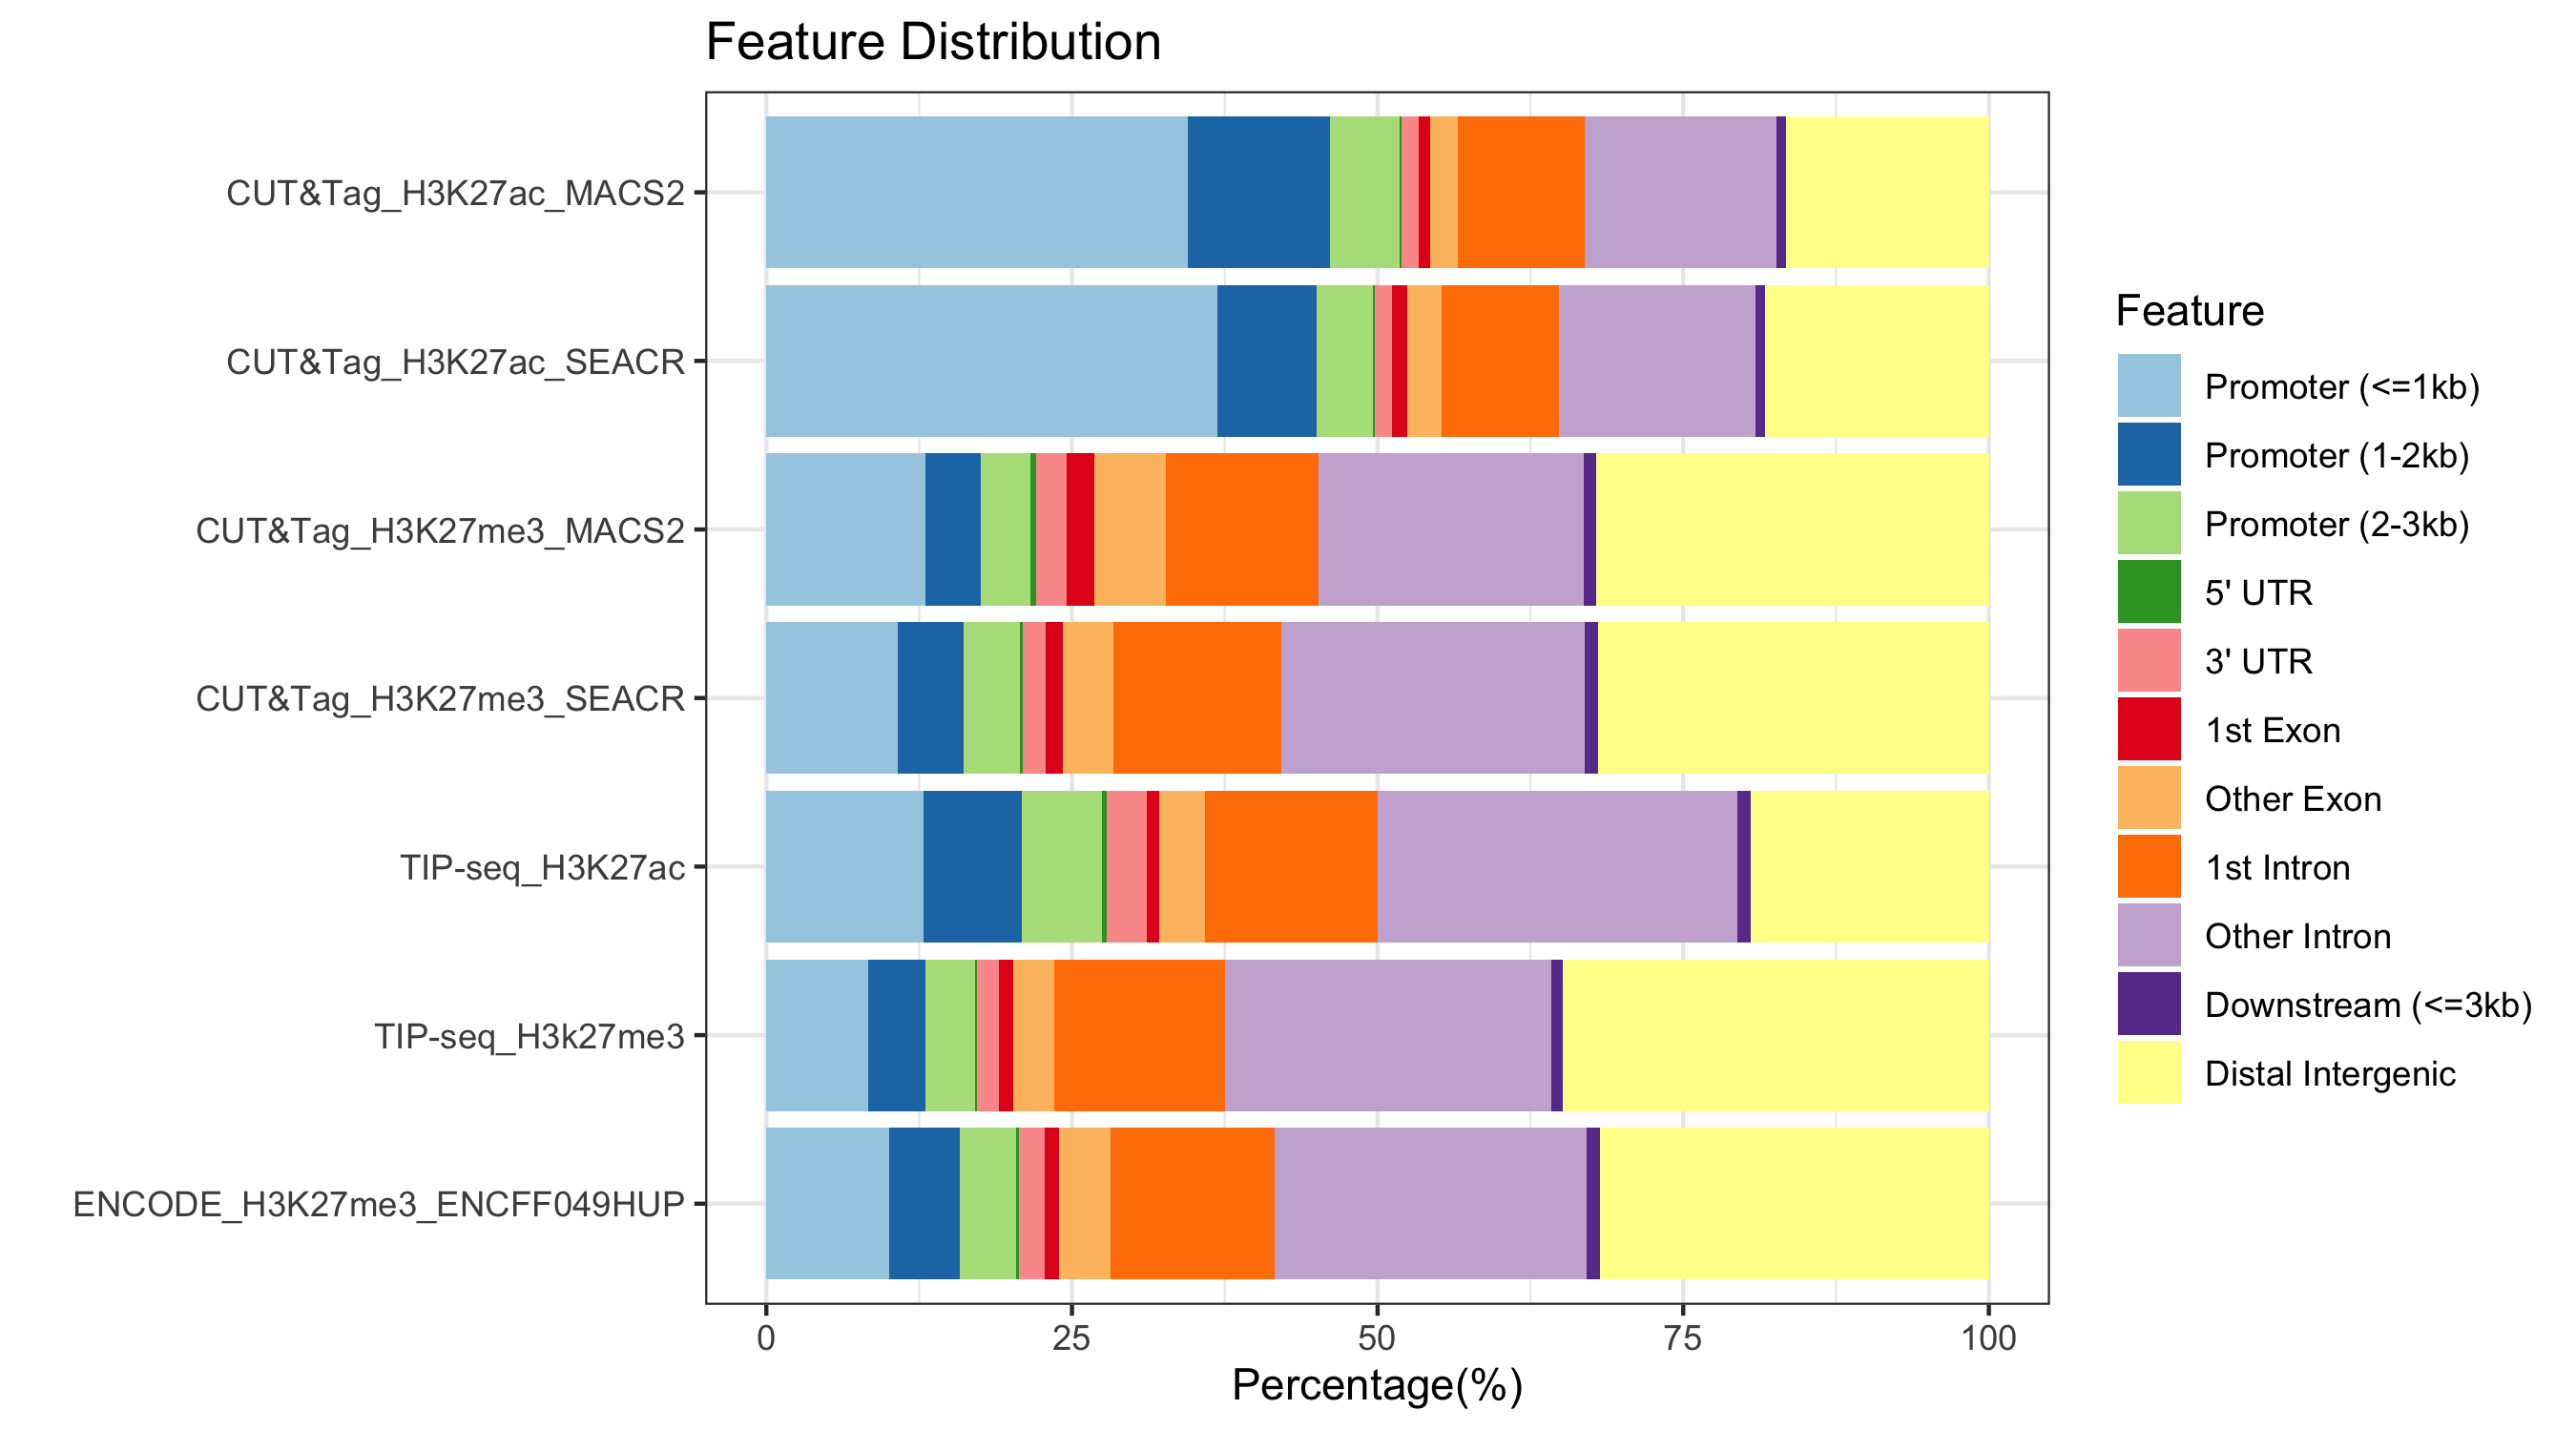 Feature Distribution
CUT&Tag_H3K27ac_MACS2
CUT&Tag_H3K27ac_SEACR
CUT&Tag_H3K27me3_MACS2
CUT&Tag_H3K27me3_SEACR
TIP-seq_H3K27ac
TIP-seq_H3k27me3
ENCODE_H3K27me3_ENCFF049HUP
0 25 50 75 100
Percentage(%)
Feature
Promoter (<=1kb)
Promoter (1-2kb)
Promoter (2-3kb)
5' UTR
3' UTR
1st Exon
Other Exon
1st Intron
Other Intron
Downstream (<=3kb)
Distal Intergenic